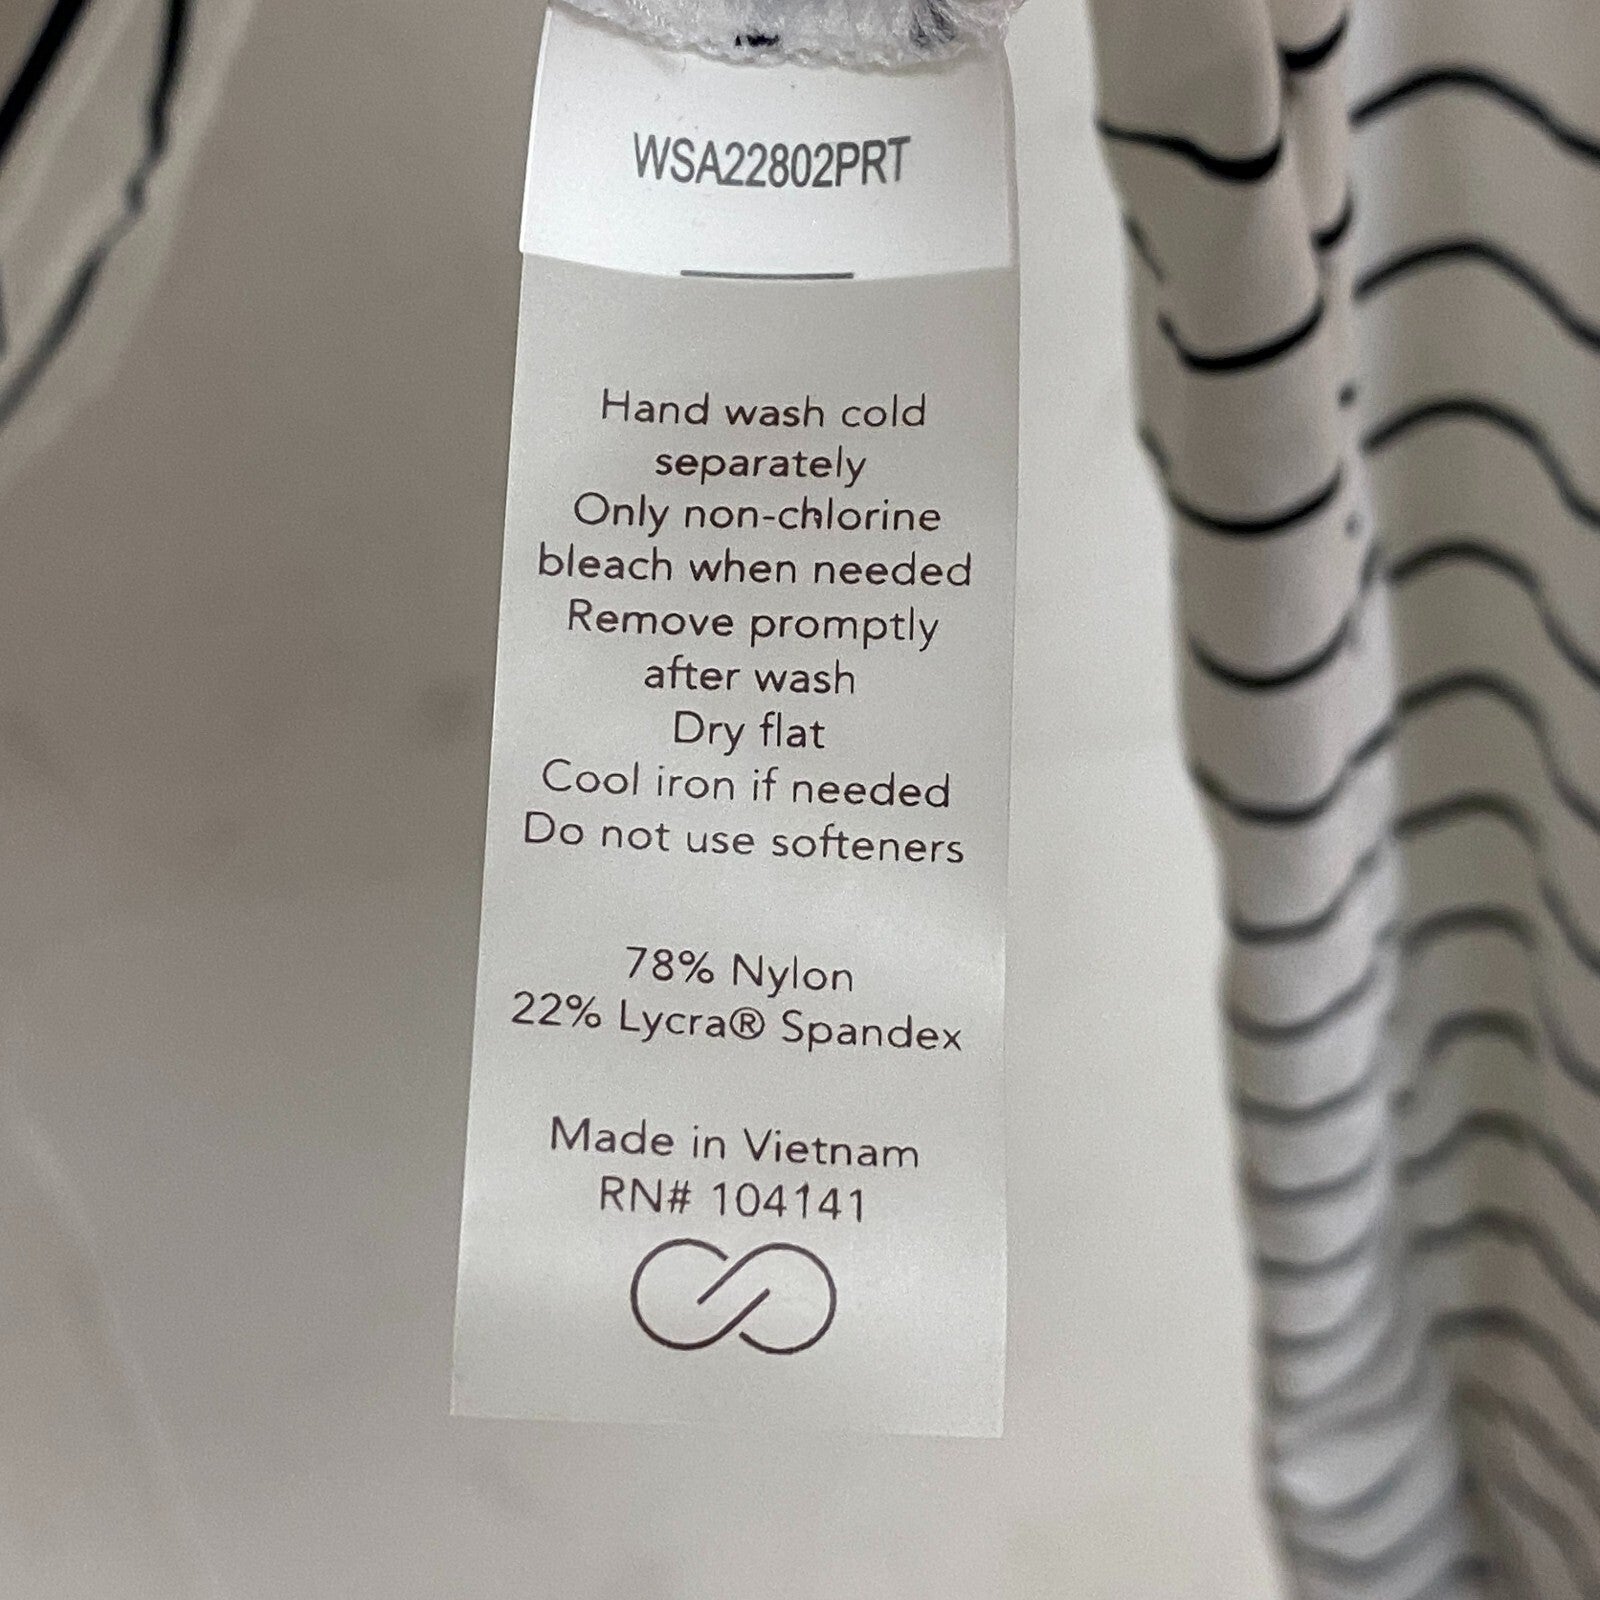 WSA22802PRT
Hand wash cold
separately
Only non-chlorine
bleach when needed
Remove promptly
after wash
Dry flat
Cool iron if needed
Do not use softeners
78% Nylon
22% Lycra® Spandex
Made in Vietnam
RN# 104141